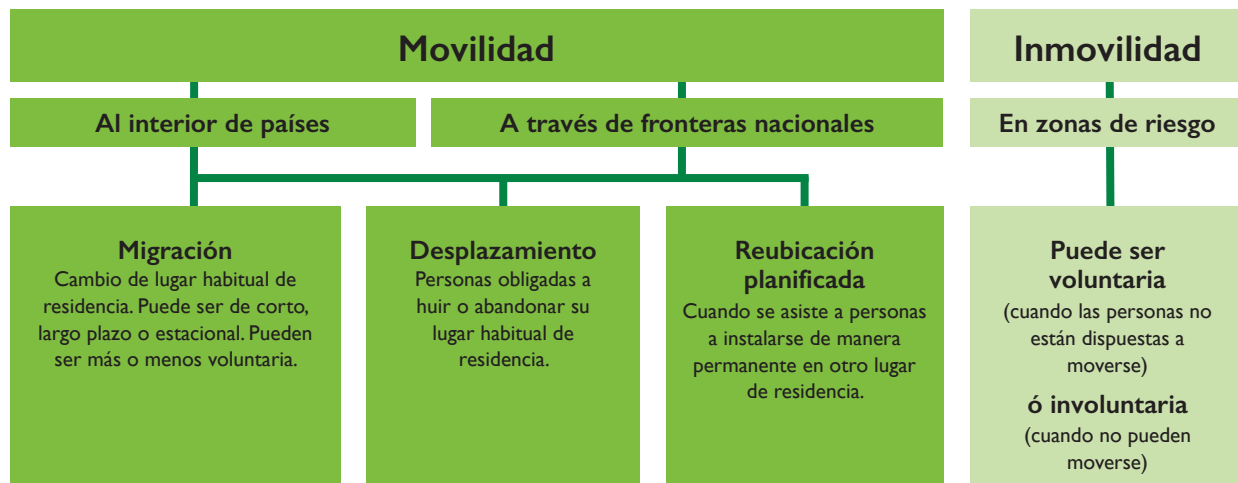 Movilidad
Inmovilidad
Al interior de países
A través de fronteras nacionales
En zonas de riesgo
Migración
Cambio de lugar habitual de
residencia. Puede ser de corto,
largo plazo o estacional. Pueden
ser más o menos voluntaria.
Desplazamiento
Personas obligadas a
huir o abandonar su
lugar habitual de
residencia.
Reubicación
planificada
Cuando se asiste a personas
a instalarse de manera
permanente en otro lugar
de residencia.
Puede ser
voluntaria
(cuando las personas no
están dispuestas a
moverse)
ó involuntaria
(cuando no pueden
moverse)